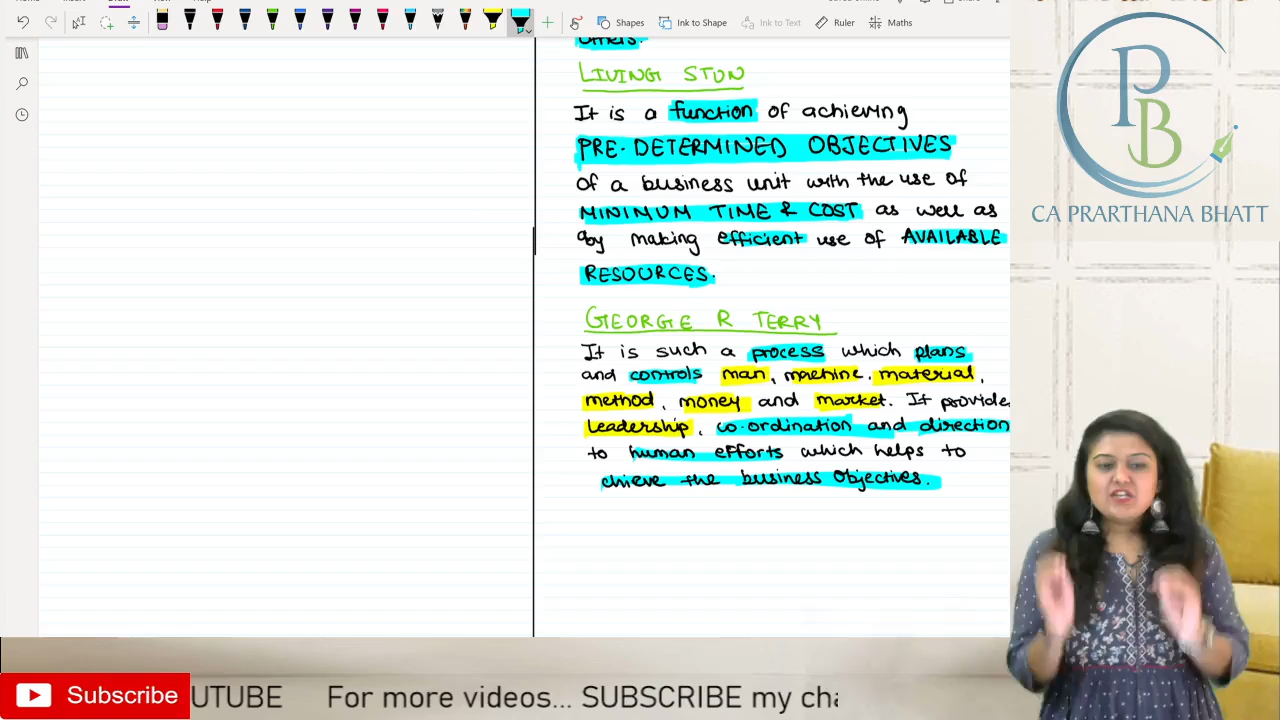 Shapes
Ink to Shape
Ink to Text
Ruler
Maths
others.
LIVING STON
It is a function of achieving
PRE-DETERMINED OBJECTIVES
of a business unit with the use of
MINIMUM TIME & COST as well as
by making efficient use of AVAILABLE
RESOURCES.
GEORGE R TERRY
It is such a process which plans
and controls man, machine, material,
method, money and market. It provide
leadership, co-ordination and direction
to human efforts which helps to
chieve the business objectives.
PB
CA PRARTHANA BHATT
Subscribe
UTUBE For more videos... SUBSCRIBE my cha